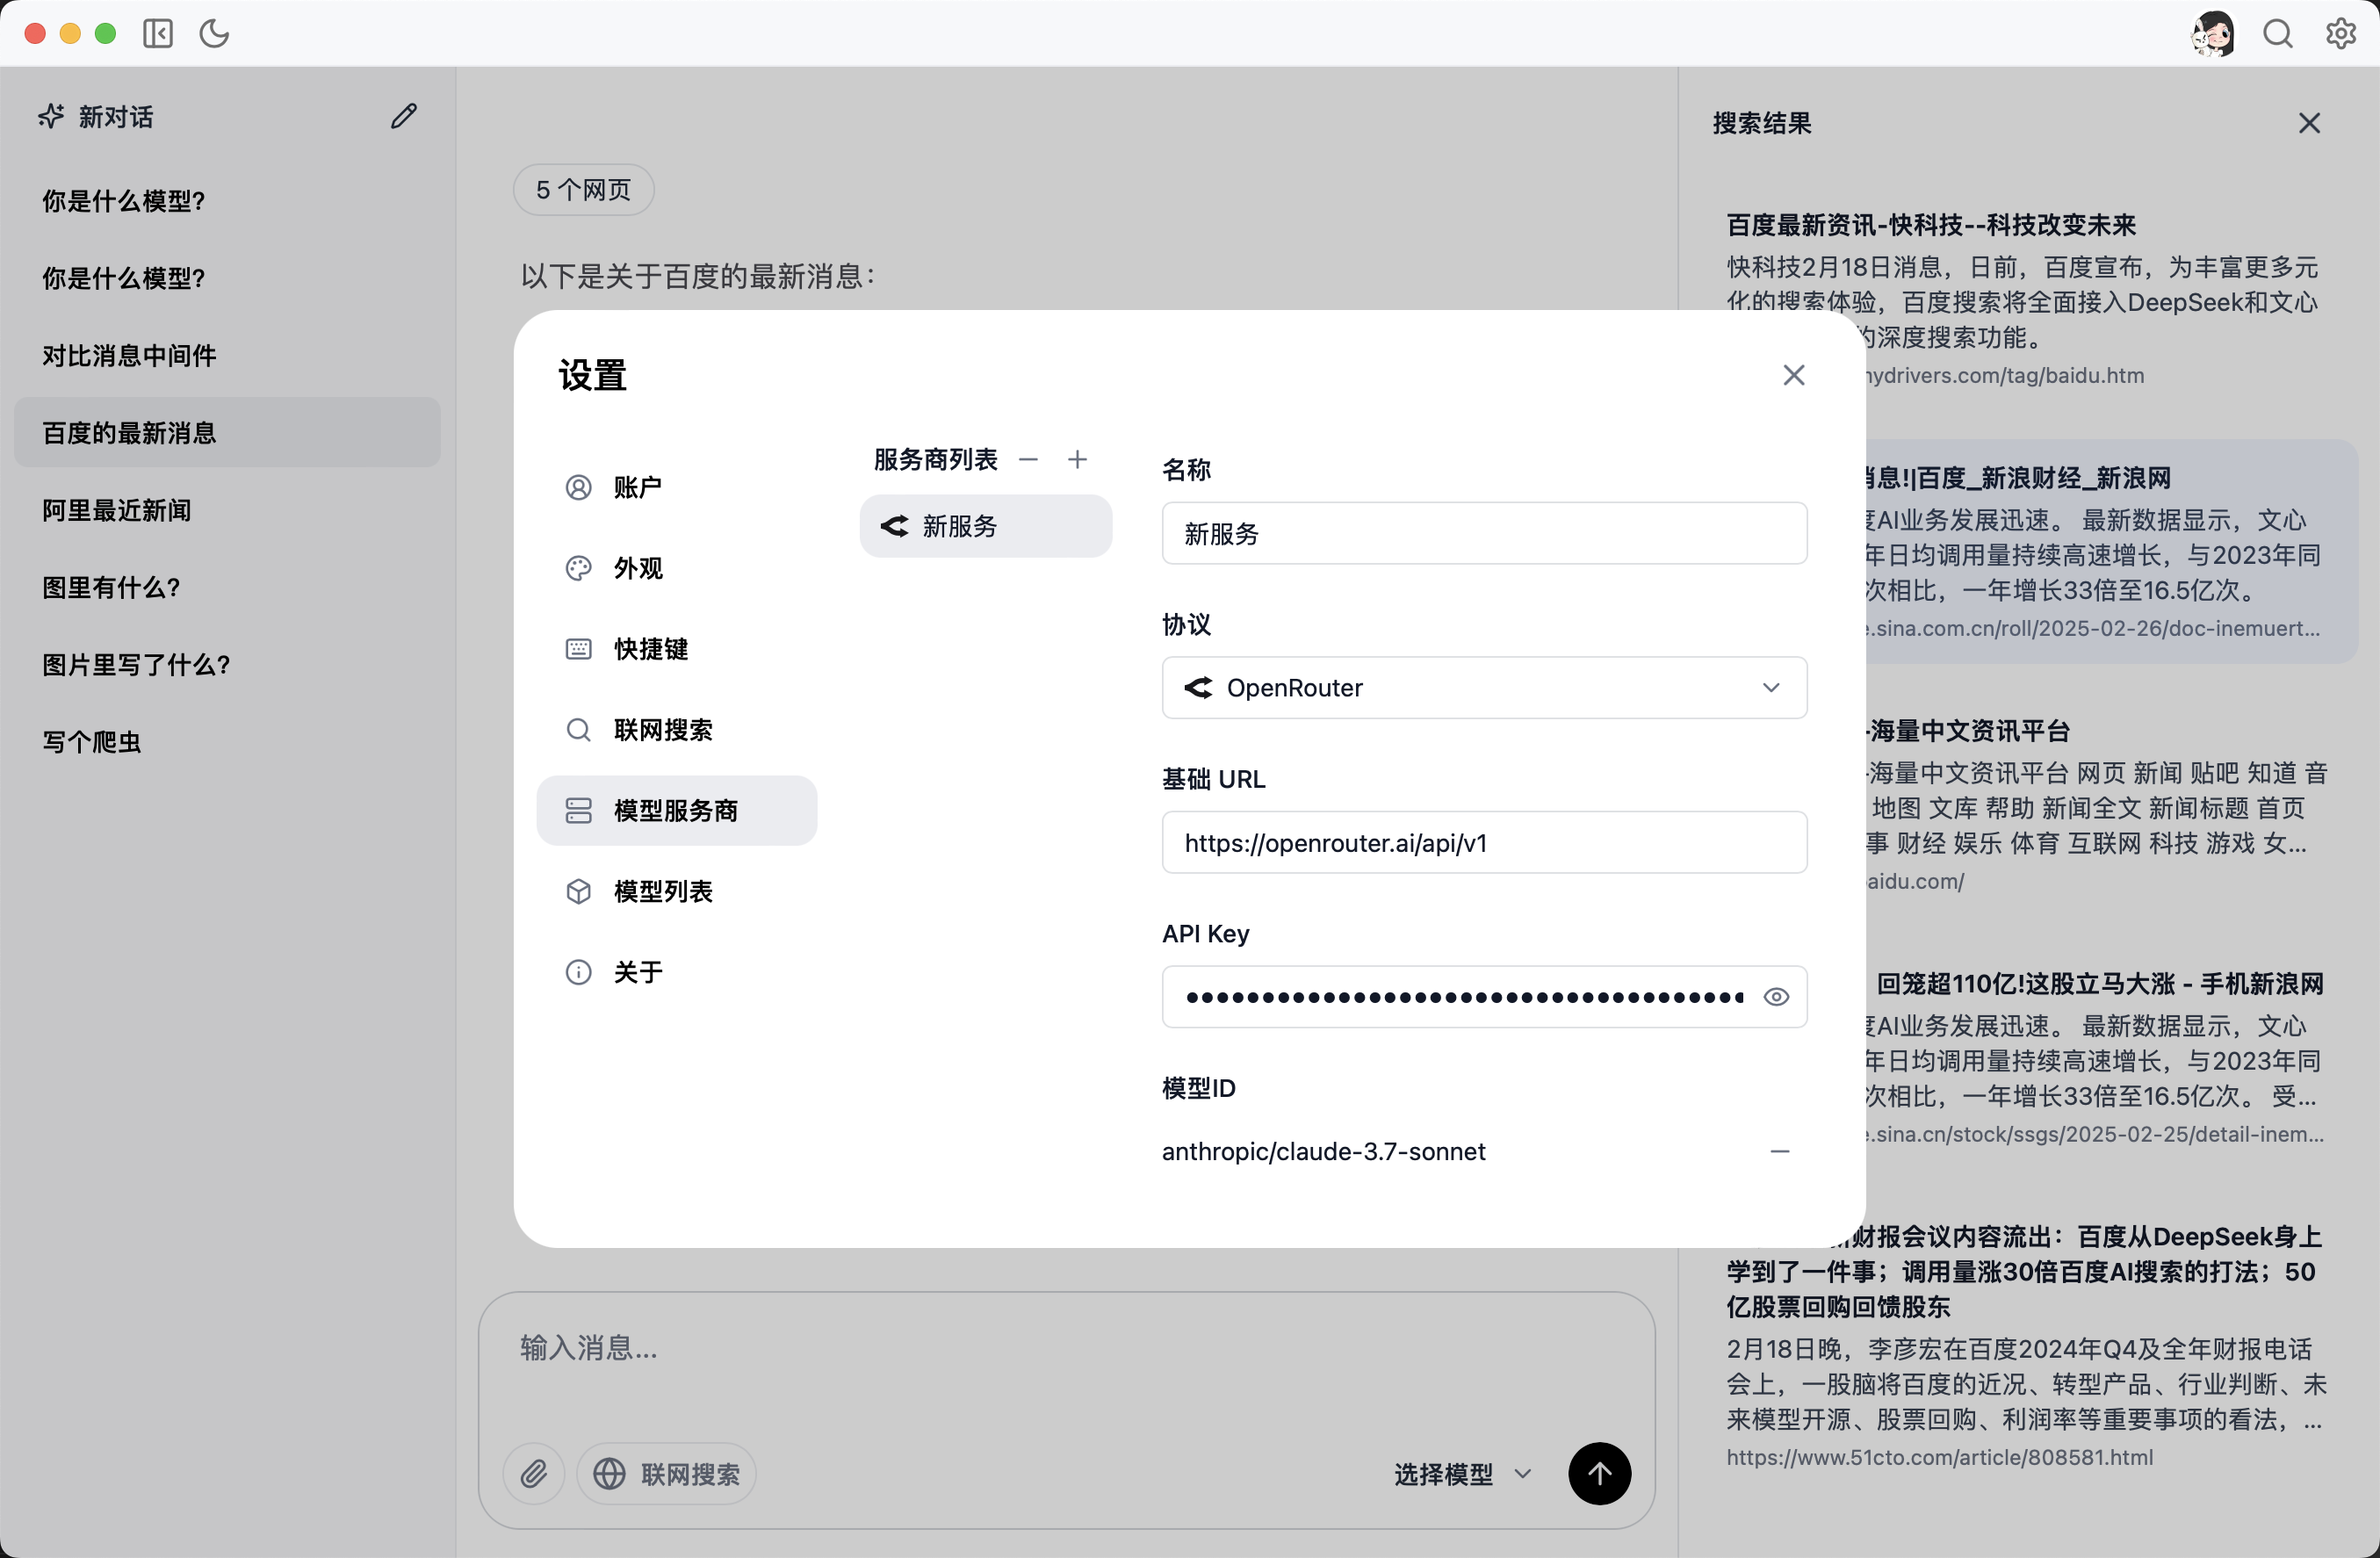 新对话
你是什么模型?
你是什么模型?
对比消息中间件
百度的最新消息
阿里最近新闻
图里有什么?
图片里写了什么?
写个爬虫
5 个网页
以下是关于百度的最新消息：
设置
账户
外观
快捷键
联网搜索
模型服务商
模型列表
关于
服务商列表
新服务
名称
新服务
协议
OpenRouter
基础 URL
https://openrouter.ai/api/v1
API Key
模型ID
anthropic/claude-3.7-sonnet
输入消息...
联网搜索
选择模型
搜索结果
百度最新资讯-快科技--科技改变未来
快科技2月18日消息，日前，百度宣布，为丰富更多元
化的搜索体验，百度搜索将全面接入DeepSeek和文心
的深度搜索功能。
mydrivers.com/tag/baidu.htm
消息!|百度_新浪财经_新浪网
度AI业务发展迅速。 最新数据显示，文心
年日均调用量持续高速增长，与2023年同
次相比，一年增长33倍至16.5亿次。
.sina.com.cn/roll/2025-02-26/doc-inemuert...
-海量中文资讯平台
-海量中文资讯平台 网页 新闻 贴吧 知道 音
地图 文库 帮助 新闻全文 新闻标题 首页
事 财经 娱乐 体育 互联网 科技 游戏 女...
baidu.com/
回笼超110亿!这股立马大涨 - 手机新浪网
度AI业务发展迅速。 最新数据显示，文心
年日均调用量持续高速增长，与2023年同
次相比，一年增长33倍至16.5亿次。 受...
.sina.cn/stock/ssgs/2025-02-25/detail-inem...
财报会议内容流出：百度从DeepSeek身上
学到了一件事；调用量涨30倍百度AI搜索的打法；50
亿股票回购回馈股东
2月18日晚，李彦宏在百度2024年Q4及全年财报电话
会上，一股脑将百度的近况、转型产品、行业判断、未
来模型开源、股票回购、利润率等重要事项的看法，...
https://www.51cto.com/article/808581.html